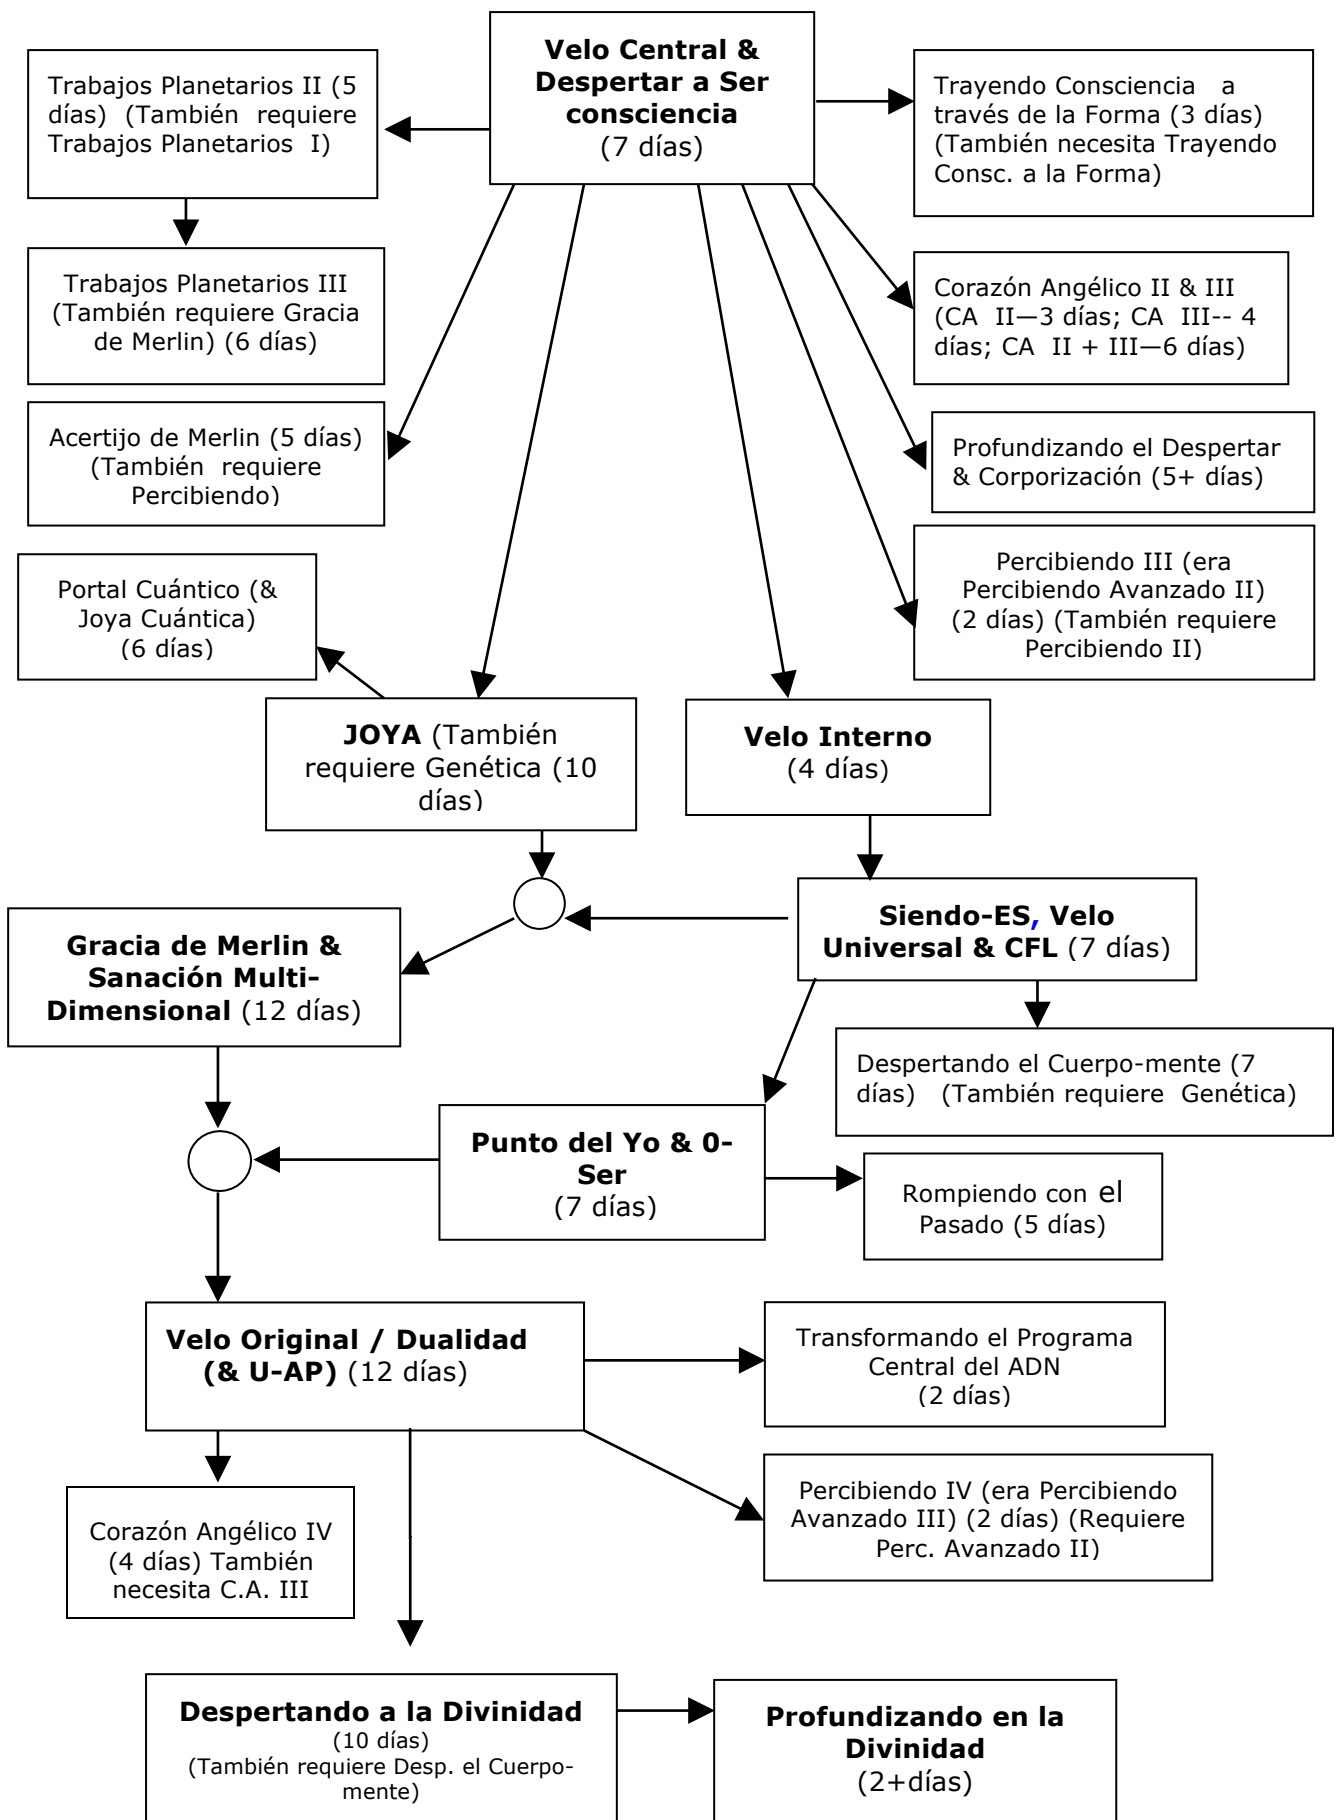 Velo Central &
Despertar a Ser
consciencia
(7 días)
Trabajos Planetarios II (5
días) (También requiere
Trabajos Planetarios I)
Trayendo Consciencia a
través de la Forma (3 días)
(También necesita Trayendo
Consc. a la Forma)
Trabajos Planetarios III
(También requiere Gracia
de Merlin) (6 días)
Corazón Angélico II & III
(CA II—3 días; CA III-- 4
días; CA II + III—6 días)
Acertijo de Merlin (5 días)
(También requiere
Percibiendo)
Profundizando el Despertar
& Corporización (5+ días)
Portal Cuántico (&
Joya Cuántica)
(6 días)
Percibiendo III (era
Percibiendo Avanzado II)
(2 días) (También requiere
Percibiendo II)
JOYA (También
requiere Genética (10
días)
Velo Interno
(4 días)
Siendo-ES, Velo
Universal & CFL (7 días)
Gracia de Merlin &
Sanación Multi-
Dimensional (12 días)
Despertando el Cuerpo-mente (7
días) (También requiere Genética)
Punto del Yo & 0-
Ser
(7 días)
Rompiendo con el
Pasado (5 días)
Velo Original / Dualidad
(& U-AP) (12 días)
Transformando el Programa
Central del ADN
(2 días)
Percibiendo IV (era Percibiendo
Avanzado III) (2 días) (Requiere
Perc. Avanzado II)
Corazón Angélico IV
(4 días) También
necesita C.A. III
Despertando a la Divinidad
(10 días)
(También requiere Desp. el Cuerpo-
mente)
Profundizando en la
Divinidad
(2+días)